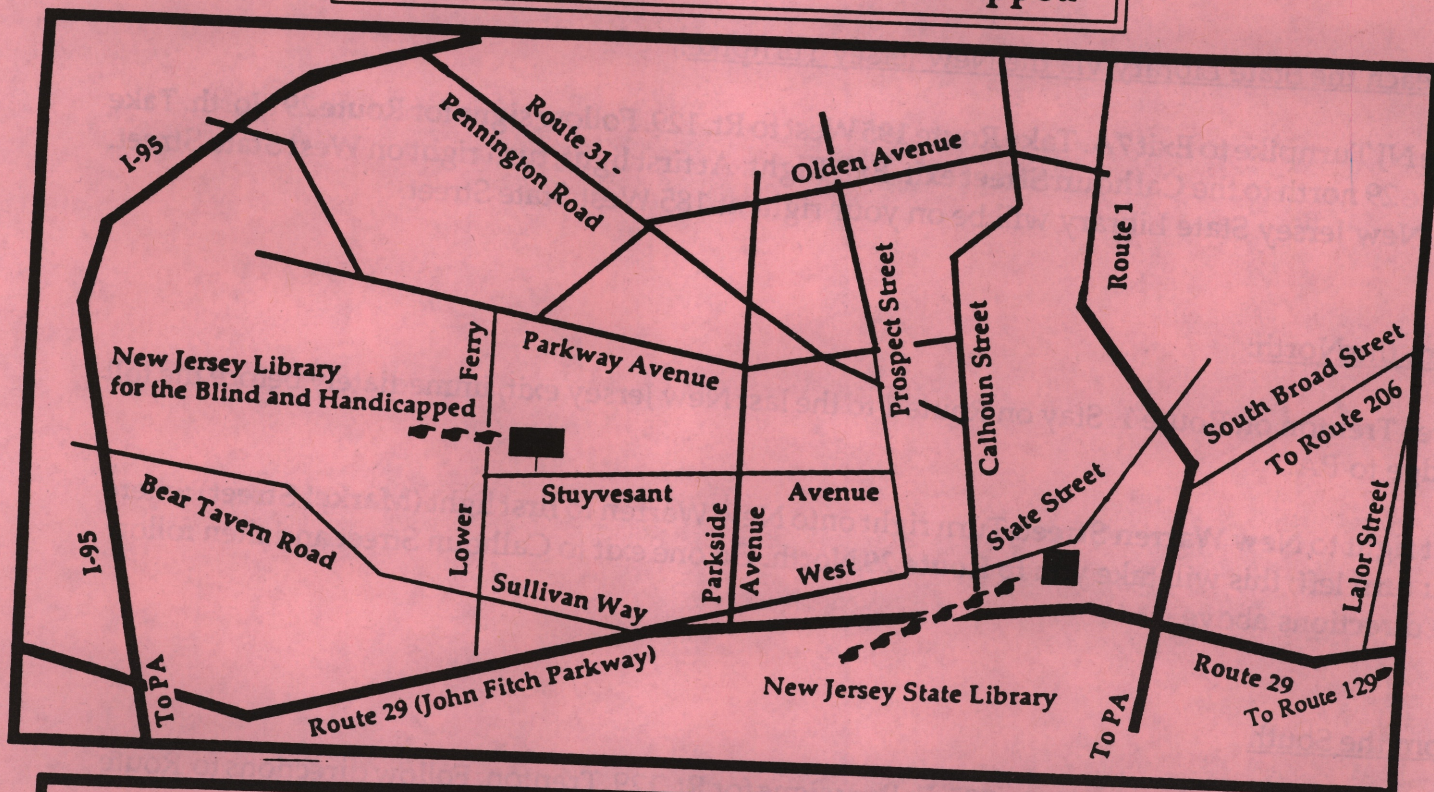 Route 31
Pennington Road
I-95
Olden Avenue
Route 1
Prospect Street
Calhoun Street
Ferry
Parkway Avenue
New Jersey Library
for the Blind and Handicapped
South Broad Street
To Route 206
Stuyvesant
Avenue
Bear Tavern Road
State Street
Lalor Street
I-95
Lower
Parkside
Avenue
West
Sullivan Way
To PA
Route 29 (John Fitch Parkway)
New Jersey State Library
Route 29
To Route 129
To PA